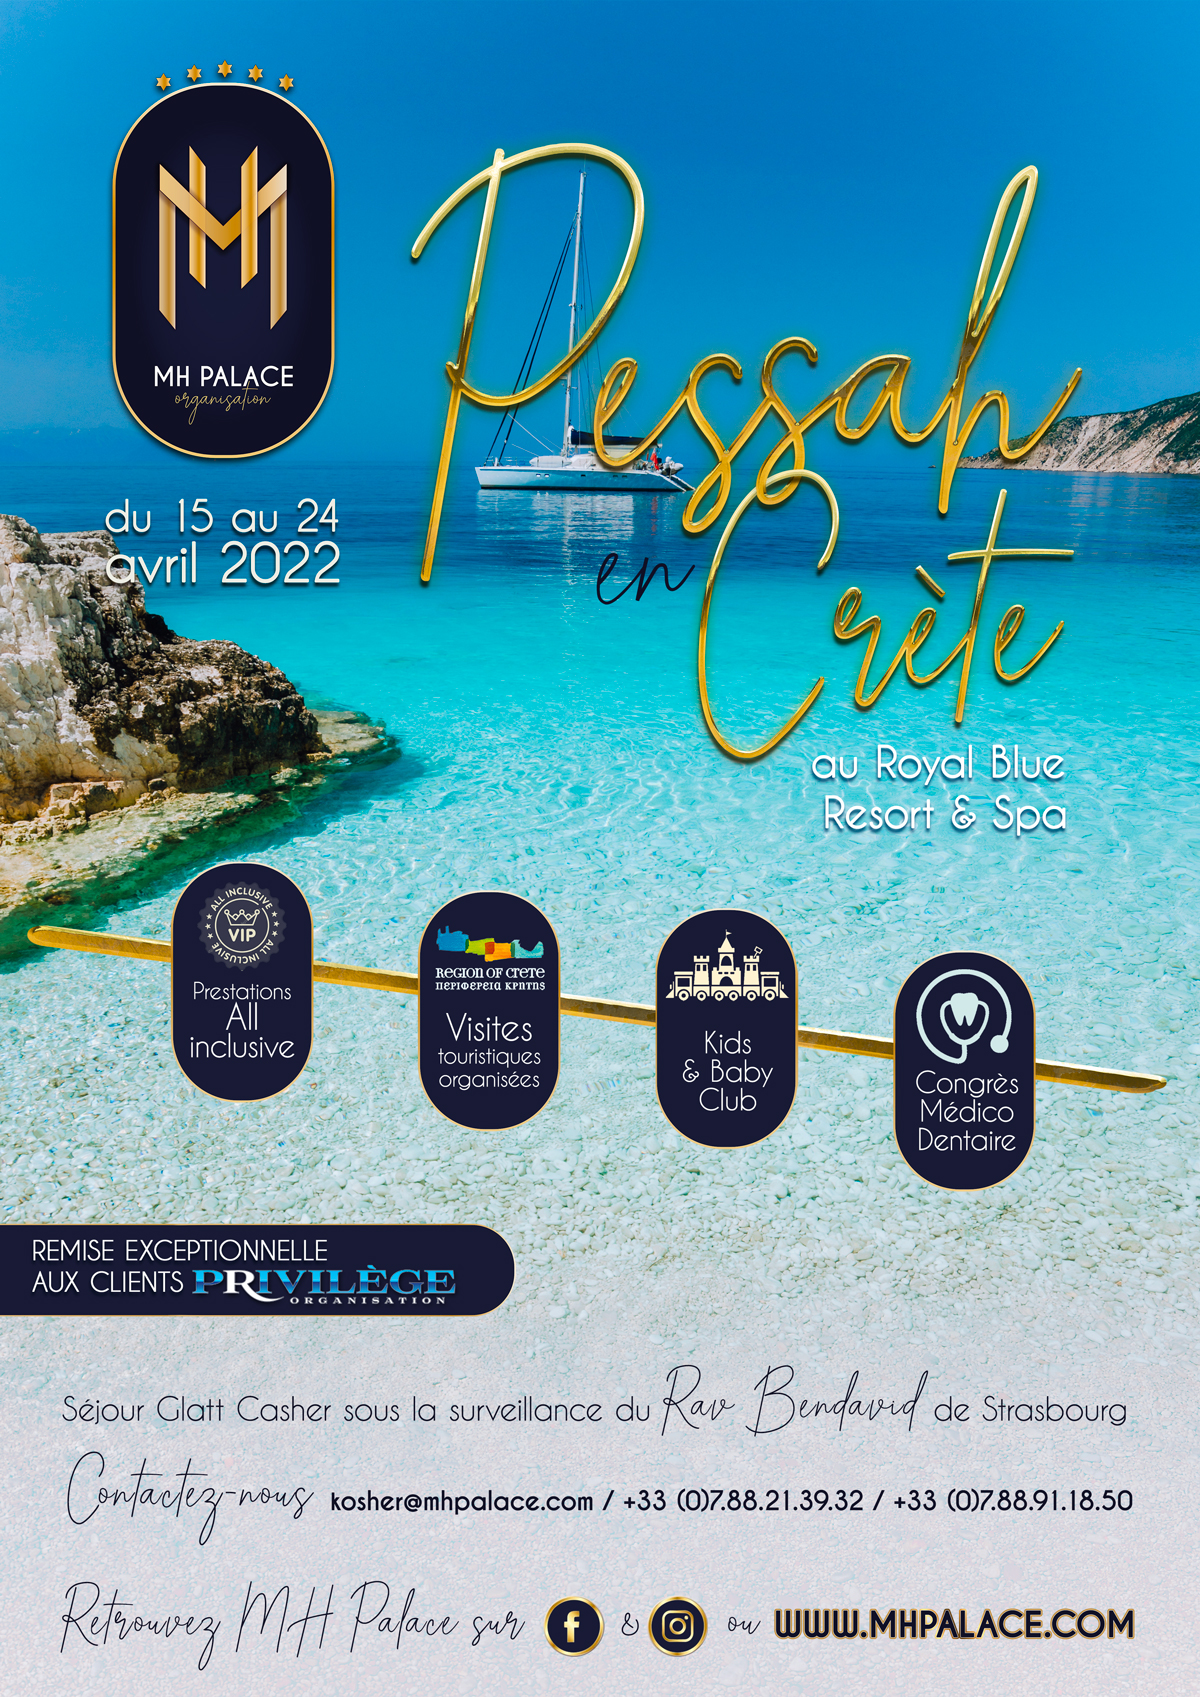 MH PALACE
organisation
du 15 au 24
avril 2022
Pessah
en Crète
au Royal Blue
Resort & Spa
ALL INCLUSIVE
VIP
ALL INCLUSIVE
Prestations
All
inclusive
REGION OF CRETE
ΠΕΡΙΦΕΡΕΙΑ ΚΡΗΤΗΣ
Visites
touristiques
organisées
Kids
& Baby
Club
Congrès
Médico
Dentaire
REMISE EXCEPTIONNELLE
AUX CLIENTS PRIVILÈGE
ORGANISATION
Séjour Glatt Casher sous la surveillance du Rav Bendavid de Strasbourg
Contactez-nous kosher@mhpalace.com / +33 (0)7.88.21.39.32 / +33 (0)7.88.91.18.50
Retrouvez MH Palace sur f & ou WWW.MHPALACE.COM